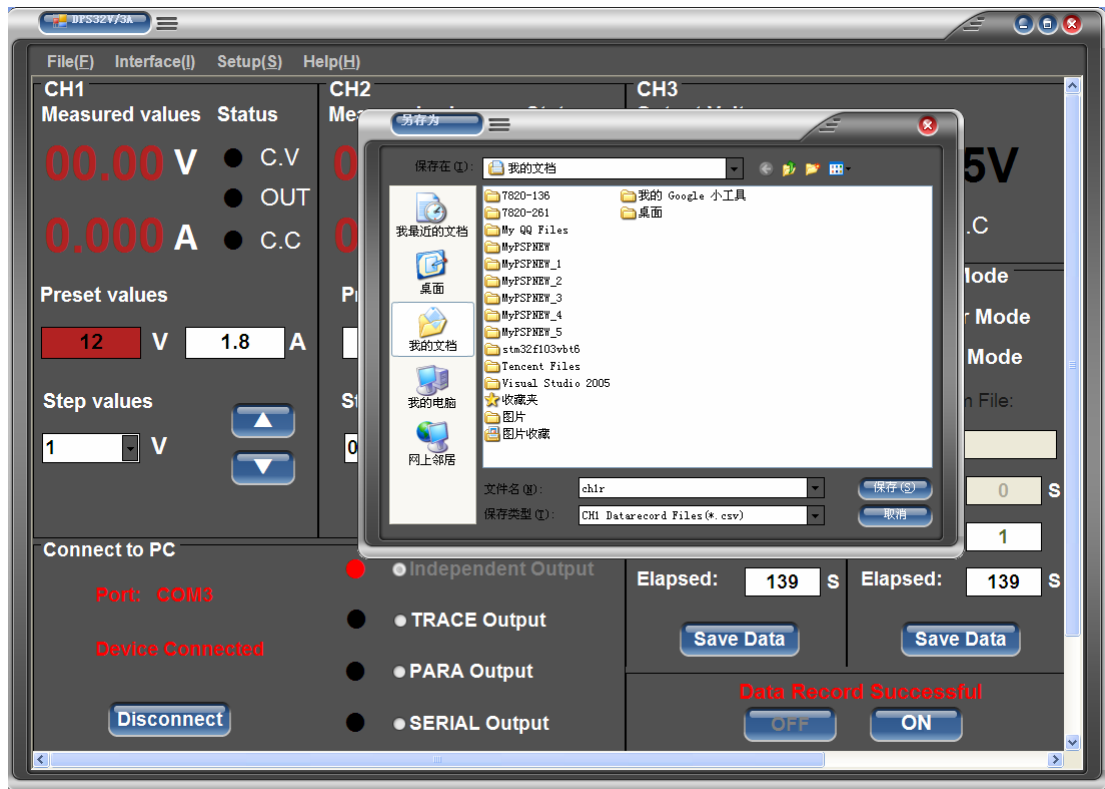 DPS32V/3A
File(F) Interface(I) Setup(S) Help(H)
CH1
Measured values Status
00.00 V C.V
OUT
0.000 A C.C
Preset values
12 V 1.8 A
Step values
1 V
CH2
CH3
5V
.C
另存为
保存在(I): 我的文档
我最近的文档
桌面
我的文档
我的电脑
网上邻居
7820-136
7820-261
My QQ Files
MyPSPNEW
MyPSPNEW_1
MyPSPNEW_2
MyPSPNEW_3
MyPSPNEW_4
MyPSPNEW_5
stm32f103vbt6
Tencent Files
Visual Studio 2005
收藏夹
图片
图片收藏
我的 Google 小工具
桌面
文件名(N): ch1r 保存(S)
保存类型(T): CH1 Datarecord Files(*.csv) 取消
Mode
Mode
File:
0 S
1
Connect to PC
Port: COM3
Device Connected
Disconnect
Independent Output
TRACE Output
PARA Output
SERIAL Output
Elapsed: 139 S Elapsed: 139 S
Save Data Save Data
Data Record Successful
OFF ON